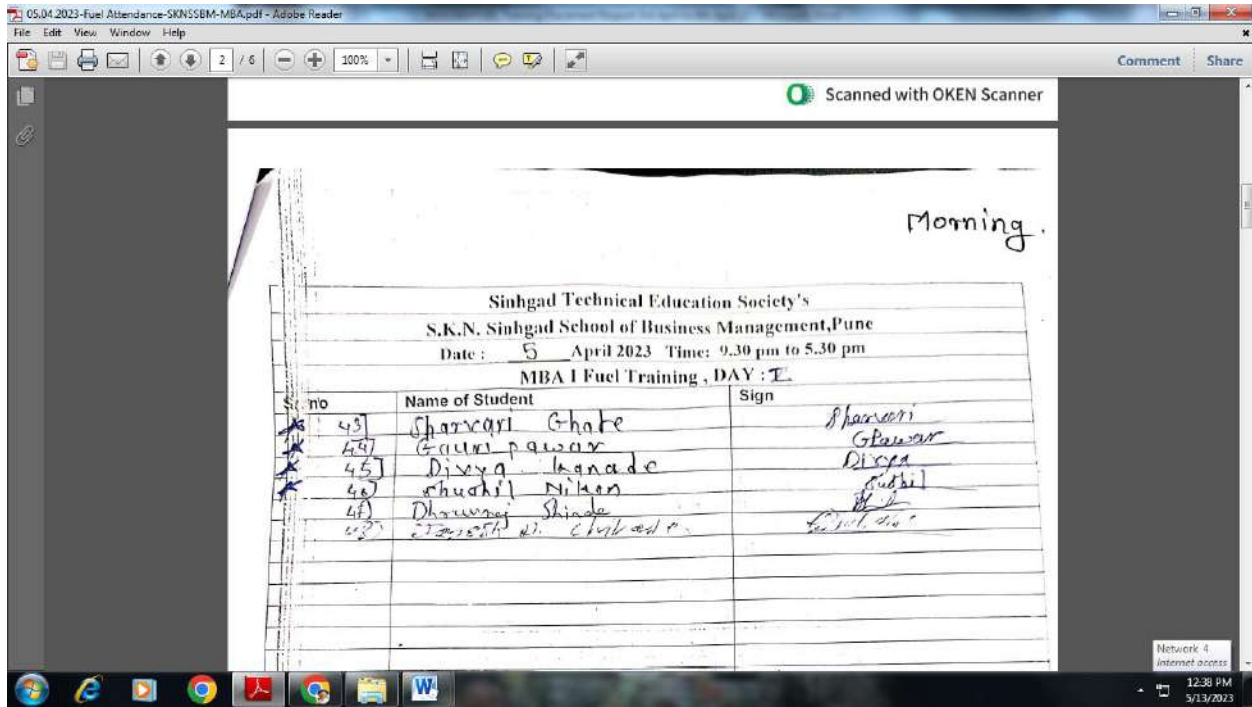 05.04.2023-Fuel Attendance-SKNSSBM-MBA.pdf - Adobe Reader
File Edit View Window Help
2 / 6 100% Comment Share
Scanned with OKEN Scanner
Morning.
Sinhgad Technical Education Society's
S.K.N. Sinhgad School of Business Management,Pune
Date : 5 April 2023 Time: 9.30 pm to 5.30 pm
MBA I Fuel Training , DAY : I
Sr. no Name of Student Sign
43] Sharvari Ghate Sharvari
44] Gauri pawar GPawar
45] Divya kanade Divya
46] Nikam
47] Shinde
Network 4
Internet access
12:38 PM
5/13/2023